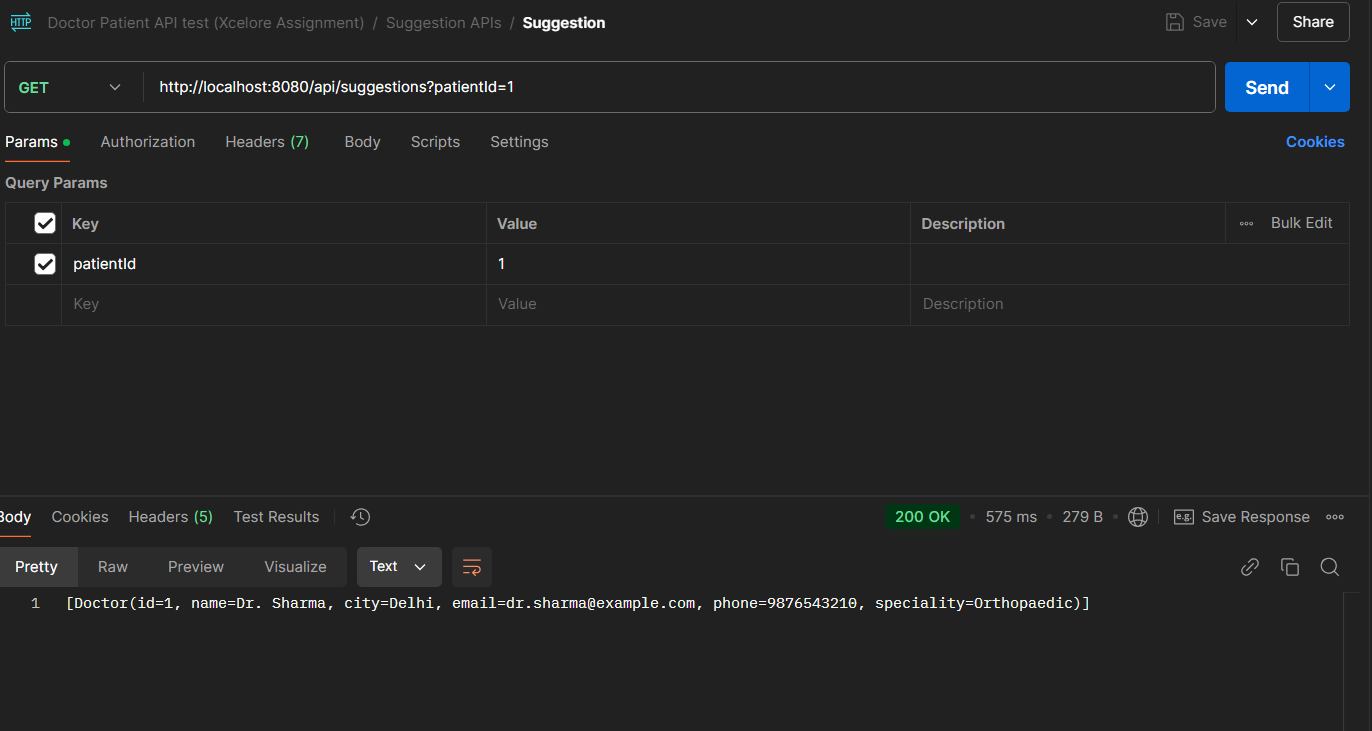 HTTP Doctor Patient API test (Xcelore Assignment) / Suggestion APIs / Suggestion Save Share
GET http://localhost:8080/api/suggestions?patientId=1 Send
Params Authorization Headers (7) Body Scripts Settings Cookies
Query Params
Key Value Description Bulk Edit
patientId 1
Key Value Description
Body Cookies Headers (5) Test Results 200 OK 575 ms 279 B e.g. Save Response
Pretty Raw Preview Visualize Text
1 [Doctor(id=1, name=Dr. Sharma, city=Delhi, email=dr.sharma@example.com, phone=9876543210, speciality=Orthopaedic)]